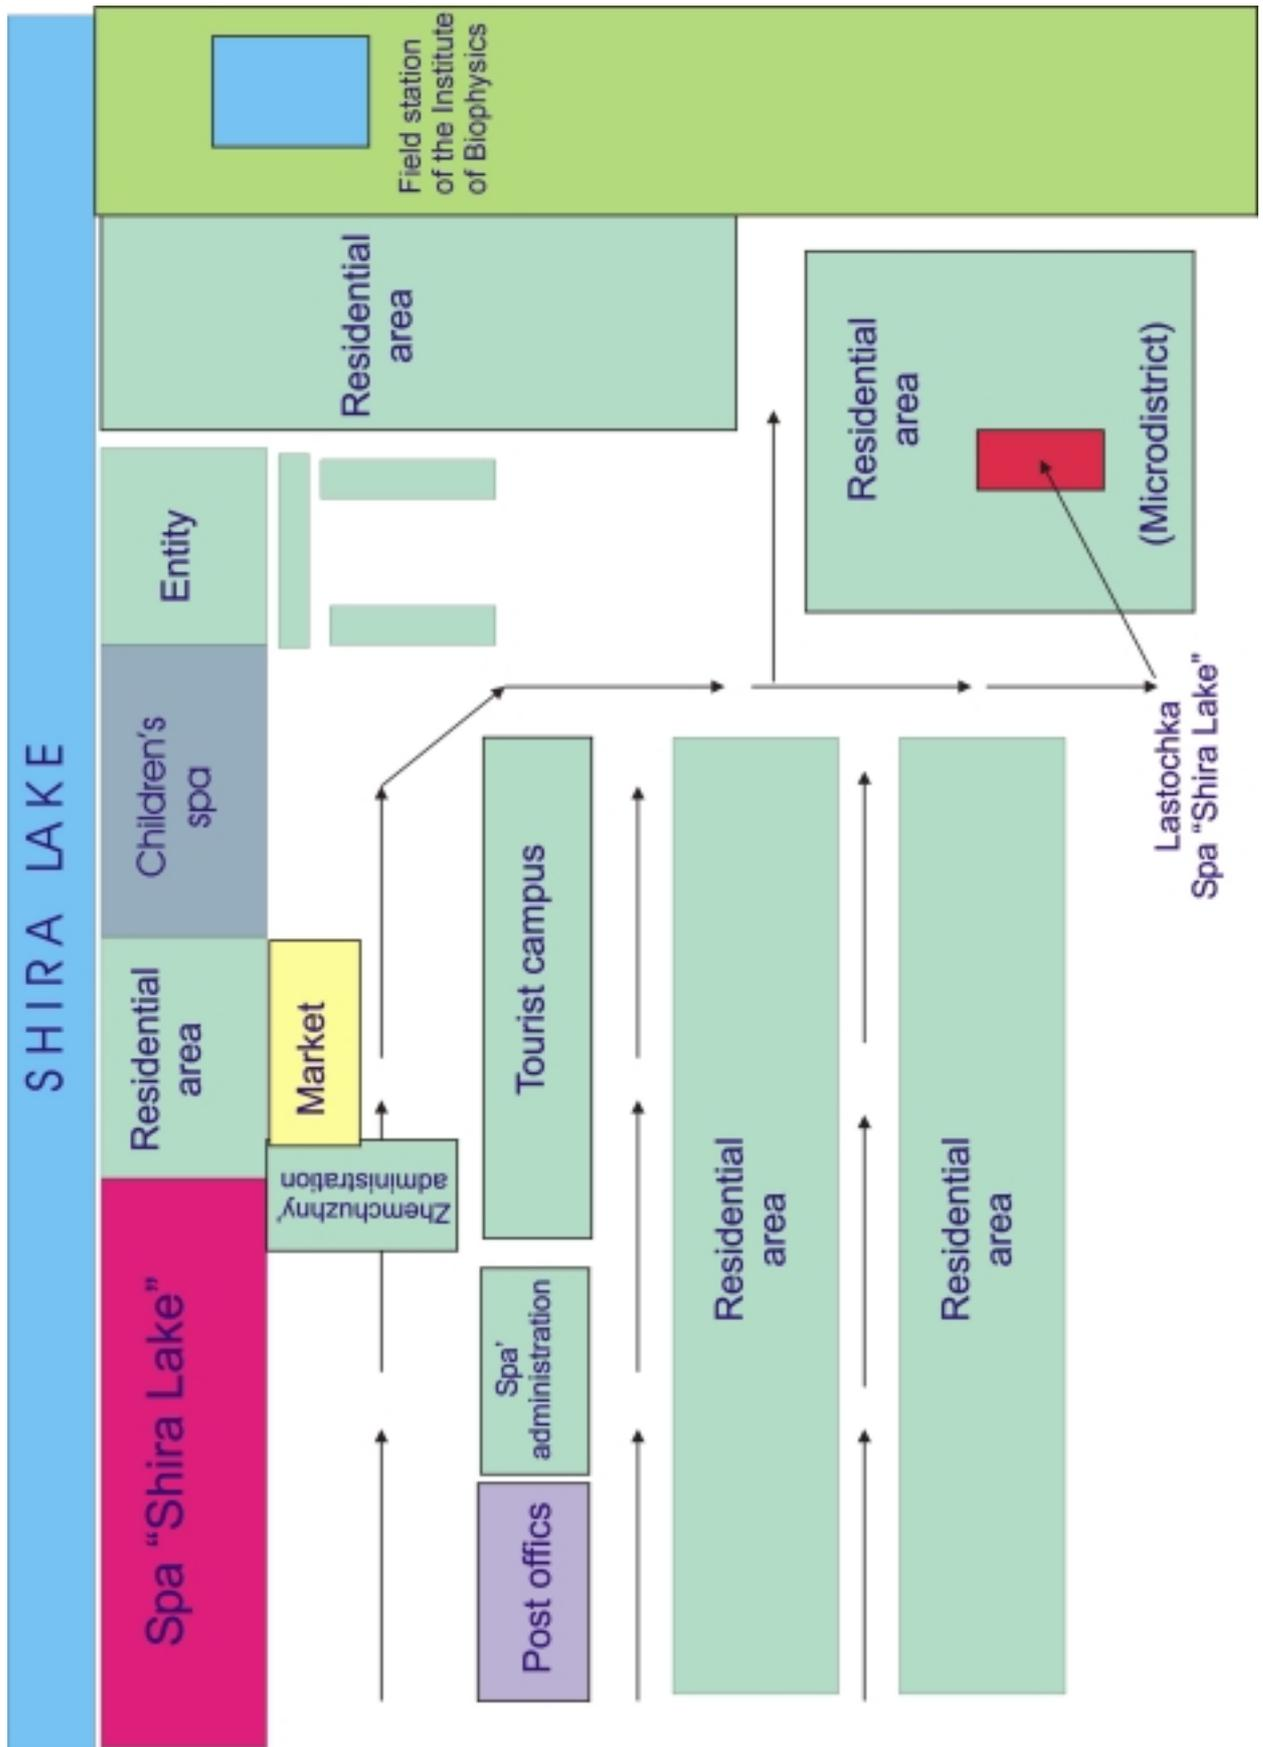 SHIRA LAKE
Spa “Shira Lake”
Residential
area
Children's
spa
Entity
Residential
area
Field station
of the Institute
of Biophysics
Zhemchuzhny'
administration
Market
Post offics
Spa'
administration
Tourist campus
Residential
area
Residential
area
Residential
area
(Microdistrict)
Lastochka
Spa “Shira Lake”